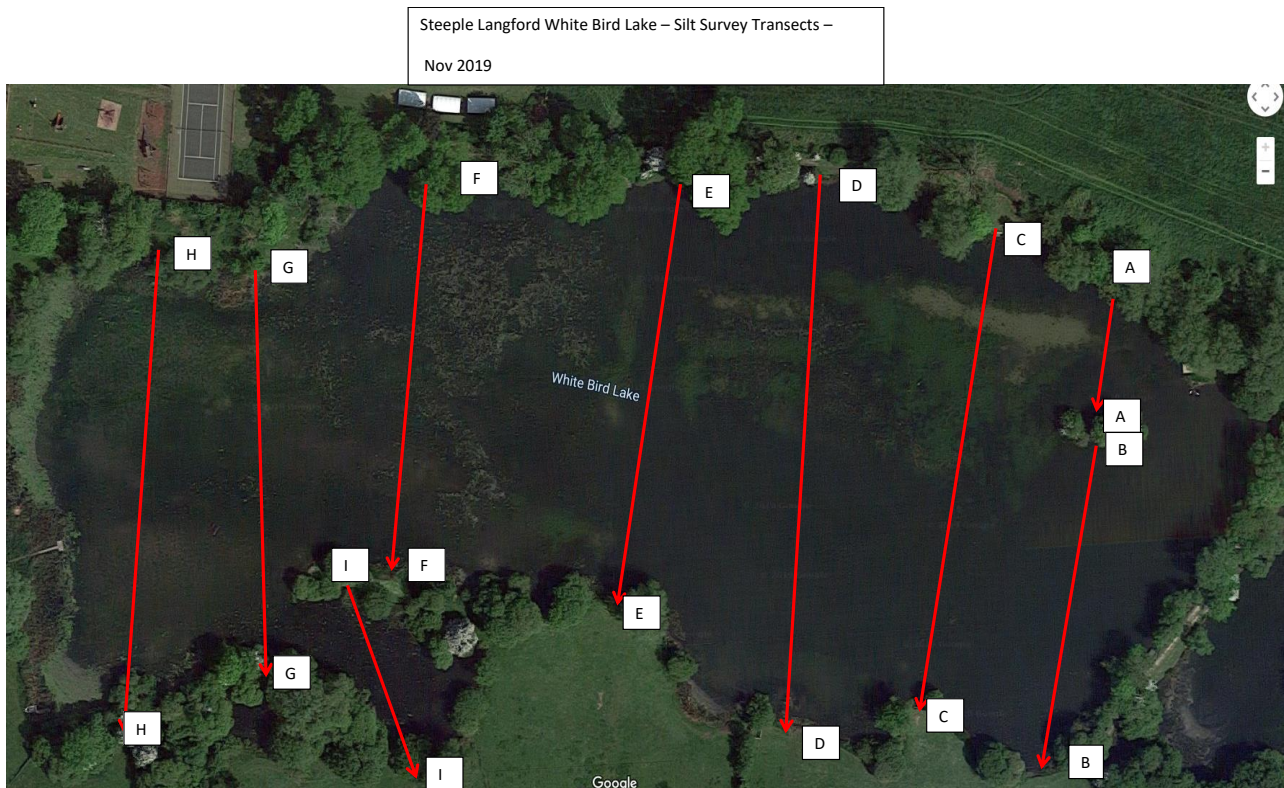 Steeple Langford White Bird Lake – Silt Survey Transects –
Nov 2019
F
E
D
C
H
G
A
White Bird Lake
A
B
I
F
E
G
C
H
D
B
I
Google
+
−